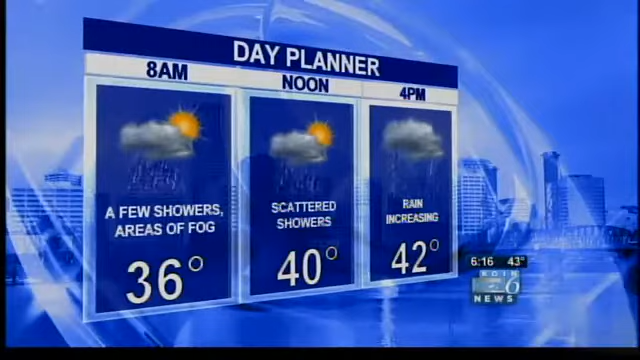 DAY PLANNER
8AM
NOON
4PM
A FEW SHOWERS,
AREAS OF FOG
SCATTERED
SHOWERS
RAIN
INCREASING
36°
40°
42°
6:16 43°
KOIN
6
NEWS